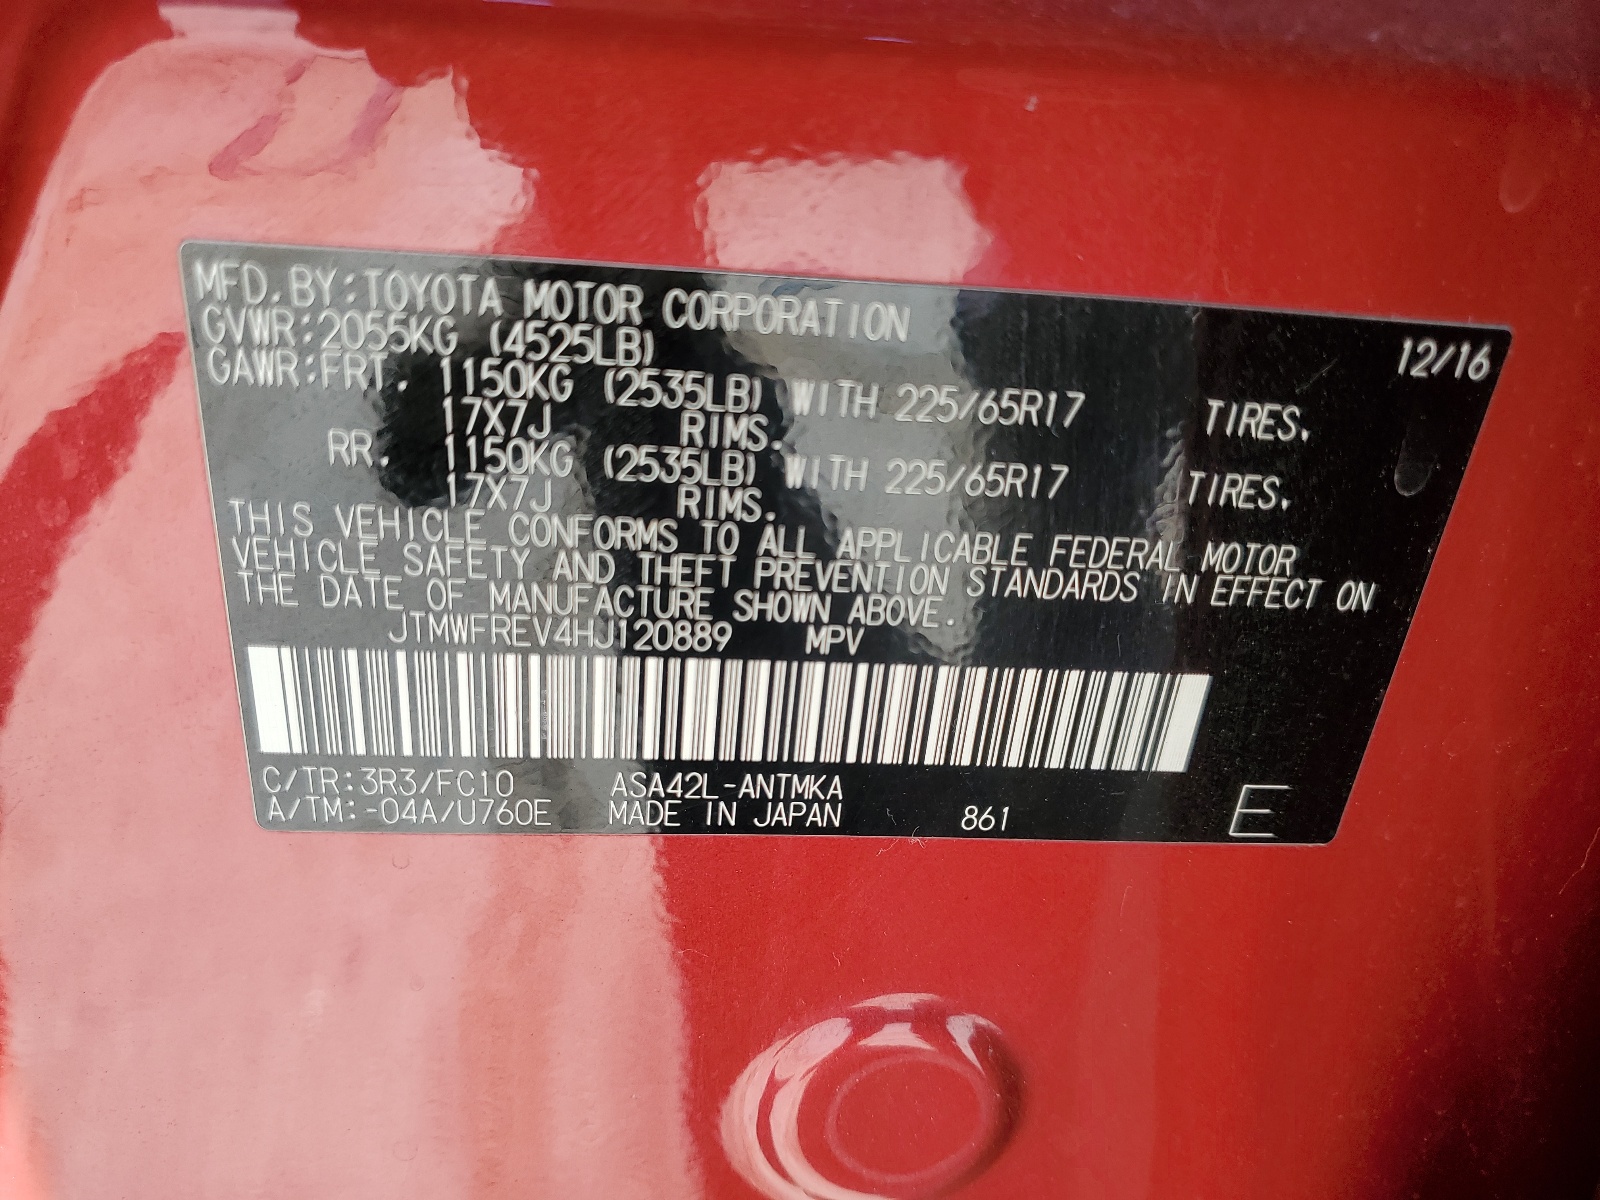 MFD. BY:TOYOTA MOTOR CORPORATION 12/16
GVWR:2055KG (4525LB)
GAWR:FRT. 1150KG (2535LB) WITH 225/65R17 TIRES.
17X7J RIMS.
RR. 1150KG (2535LB) WITH 225/65R17 TIRES.
17X7J RIMS.
THIS VEHICLE CONFORMS TO ALL APPLICABLE FEDERAL MOTOR
VEHICLE SAFETY AND THEFT PREVENTION STANDARDS IN EFFECT ON
THE DATE OF MANUFACTURE SHOWN ABOVE.
JTMWFREV4HJ120889 MPV
C/TR:3R3/FC10 ASA42L-ANTMKA
A/TM:-04A/U760E MADE IN JAPAN 861 E